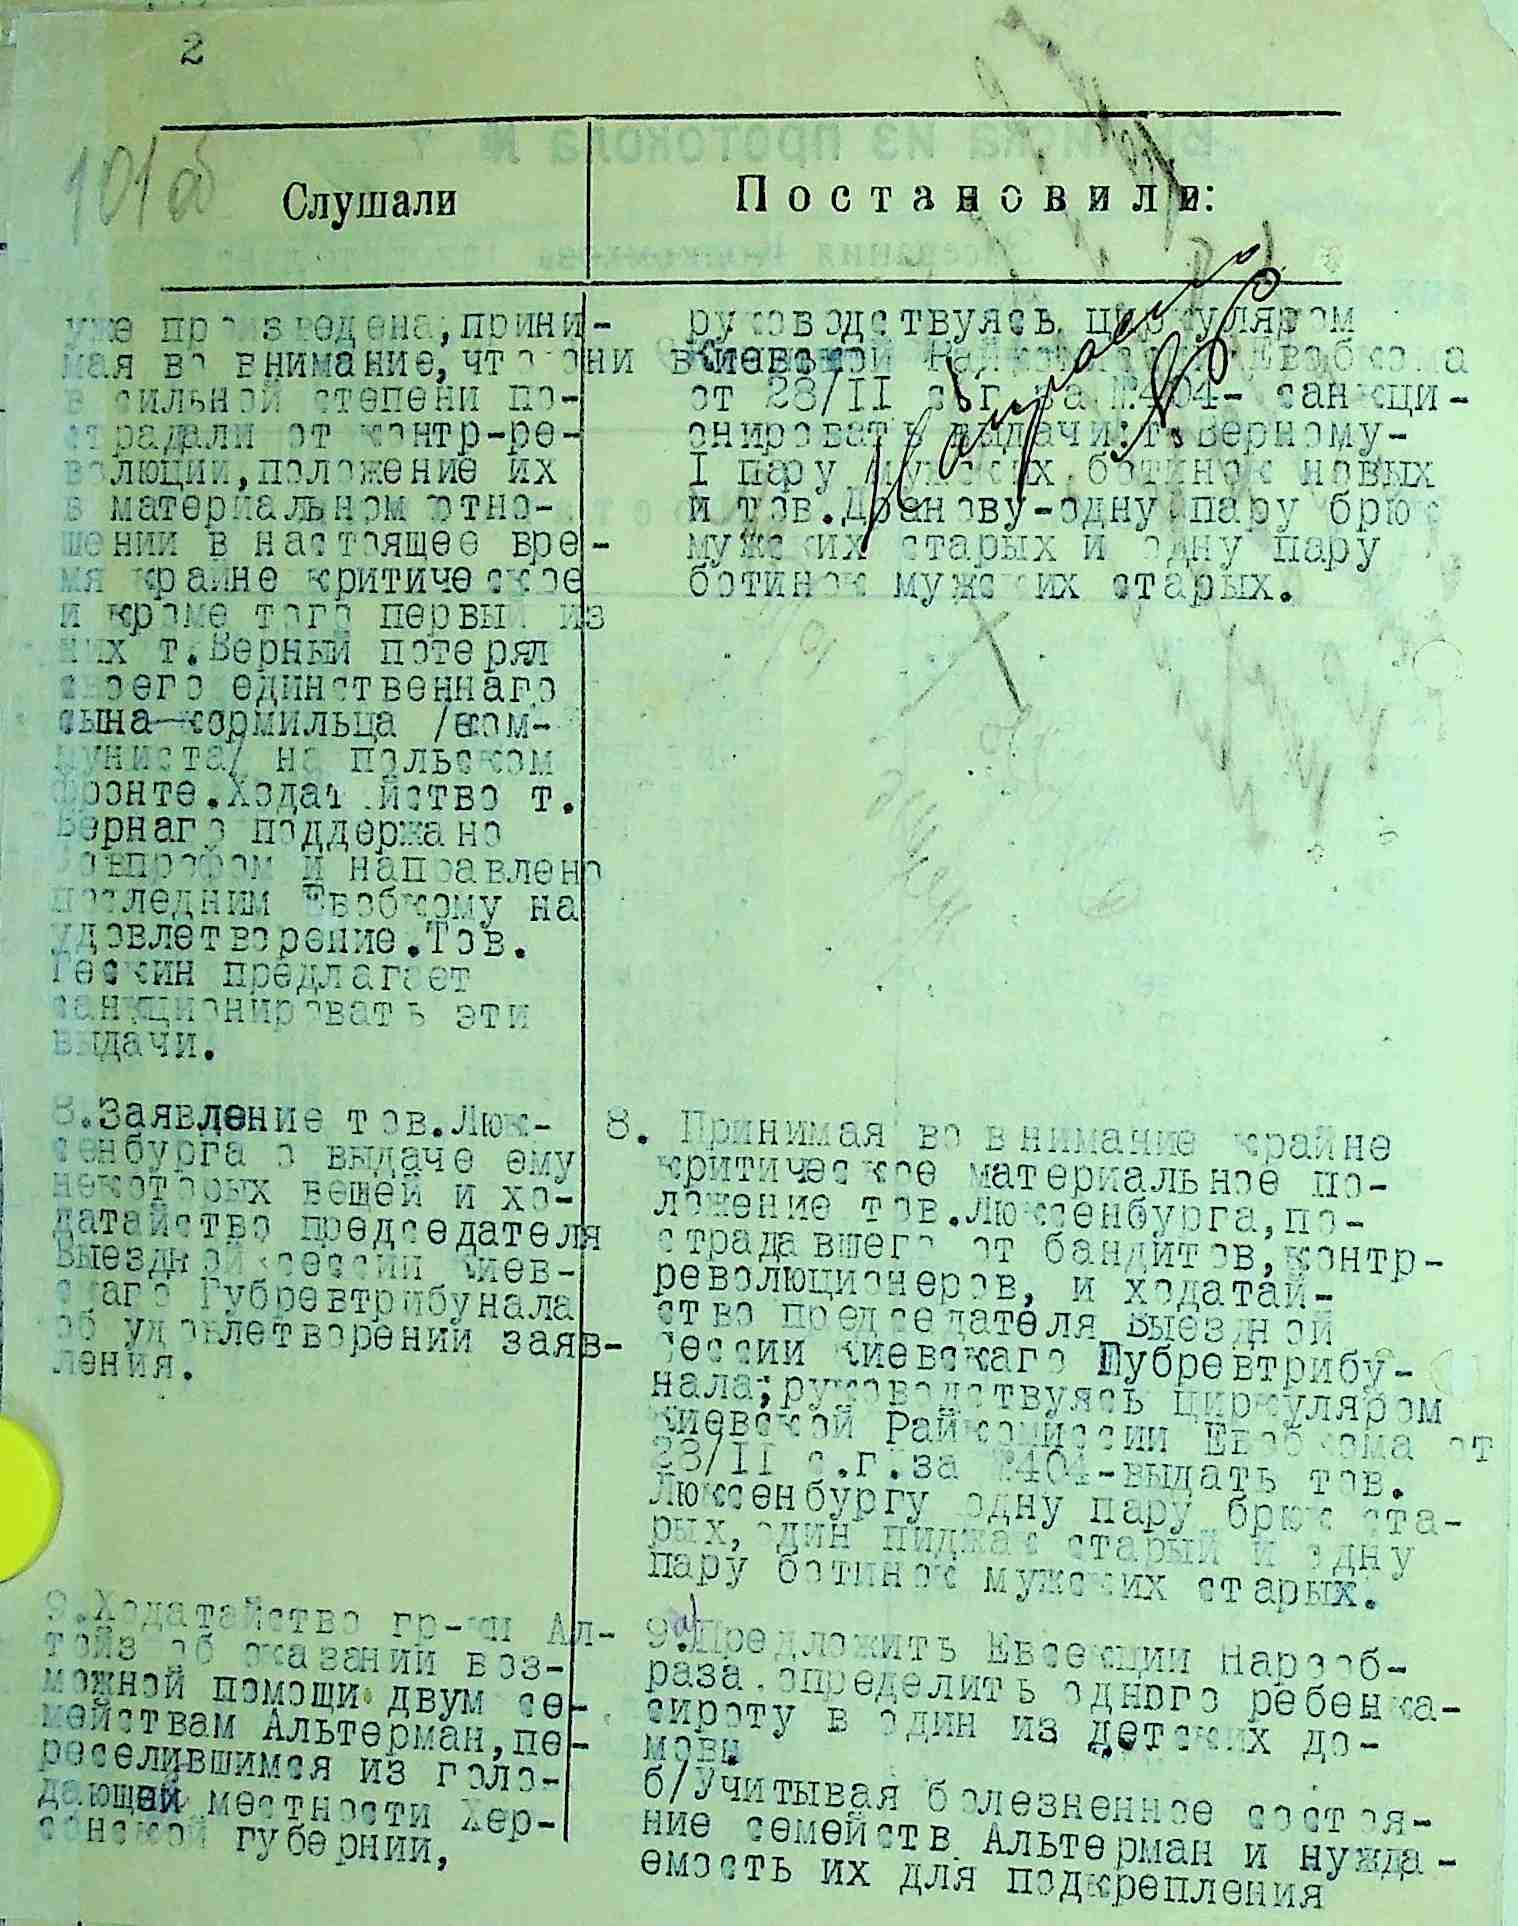 2
101 об
Слушали
Постановили:
уже произведена, прини-
мая во внимание, что они
в сильной степени по-
страдали от контр-ре-
волюции, положение их
в материальном отно-
шении в настоящее вре-
мя крайне критическое
и кроме того первый из
них т. Верный потерял
своего единственнаго
сына-кормильца /ком-
муниста/ на польском
фронте. Ходатайство т.
Вернаго поддержано
и направлено
последним Евобкому на
удовлетворение. Тов.
Гескин предлагает
санкционировать эти
выдачи.
руководствуясь циркуляром
Киевской Евобкома
от 28/II с.г. за №404- санкци-
онировать выдачи: т. Верному-
I пару мужских ботинок новых
и тов. Дранову-одну пару брюк
мужских старых и одну пару
ботинок мужских старых.
8. Заявление тов. Люк-
сенбурга о выдаче ему
некоторых вещей и хо-
датайство председателя
Выездной сессии Киев-
скаго Губревтрибунала
об удовлетворении заяв-
ления.
8. Принимая во внимание крайне
критическое материальное по-
ложение тов. Люксенбурга, по-
страдавшего от бандитов, контр-
революционеров, и ходатай-
ство председателя Выездной
сессии Киевскаго Губревтрибу-
нала; руководствуясь циркуляром
Киевской Райкомиссии Евобкома от
28/II с.г. за №404-выдать тов.
Люксенбургу одну пару брюк ста-
рых, один пиджак старый и одну
пару ботинок мужских старых.
9. Ходатайство гр-ки Ал-
тойз об оказании воз-
можной помощи двум се-
мействам Альтерман, пе-
реселившимся из голо-
дающей местности Хер-
сонской губернии,
9. а/ Предложить Евсекции Нарооб-
раза определить одного ребенка-
сироту в один из детских до-
мов.
б/ Учитывая болезненное состоя-
ние семейств Альтерман и нужда-
емость их для подкрепления